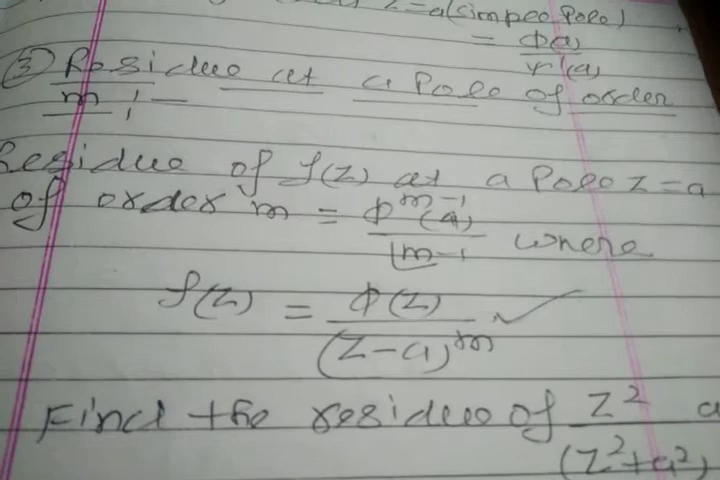 z=a (simple Pole)
= Φ(a) / ψ'(a)
③ Residue at a Pole of order
m :—
Residue of f(z) at a Pole z=a
of order m = Φ^{m-1}(a) / ⌊m-1 where
f(z) = Φ(z) / (z-a)^m ✓
Find the residue of z² / (z²+a²) a